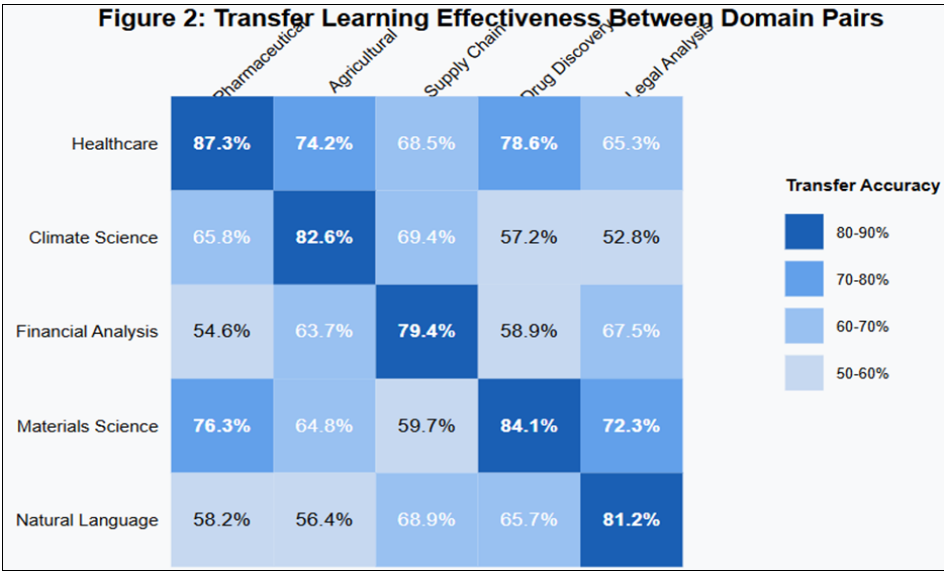 Figure 2: Transfer Learning Effectiveness Between Domain Pairs
Pharmaceutical
Agricultural
Supply Chain
Drug Discovery
Legal Analysis
Healthcare
87.3%
74.2%
68.5%
78.6%
65.3%
Climate Science
65.8%
82.6%
69.4%
57.2%
52.8%
Financial Analysis
54.6%
63.7%
79.4%
58.9%
67.5%
Materials Science
76.3%
64.8%
59.7%
84.1%
72.3%
Natural Language
58.2%
56.4%
68.9%
65.7%
81.2%
Transfer Accuracy
80-90%
70-80%
60-70%
50-60%